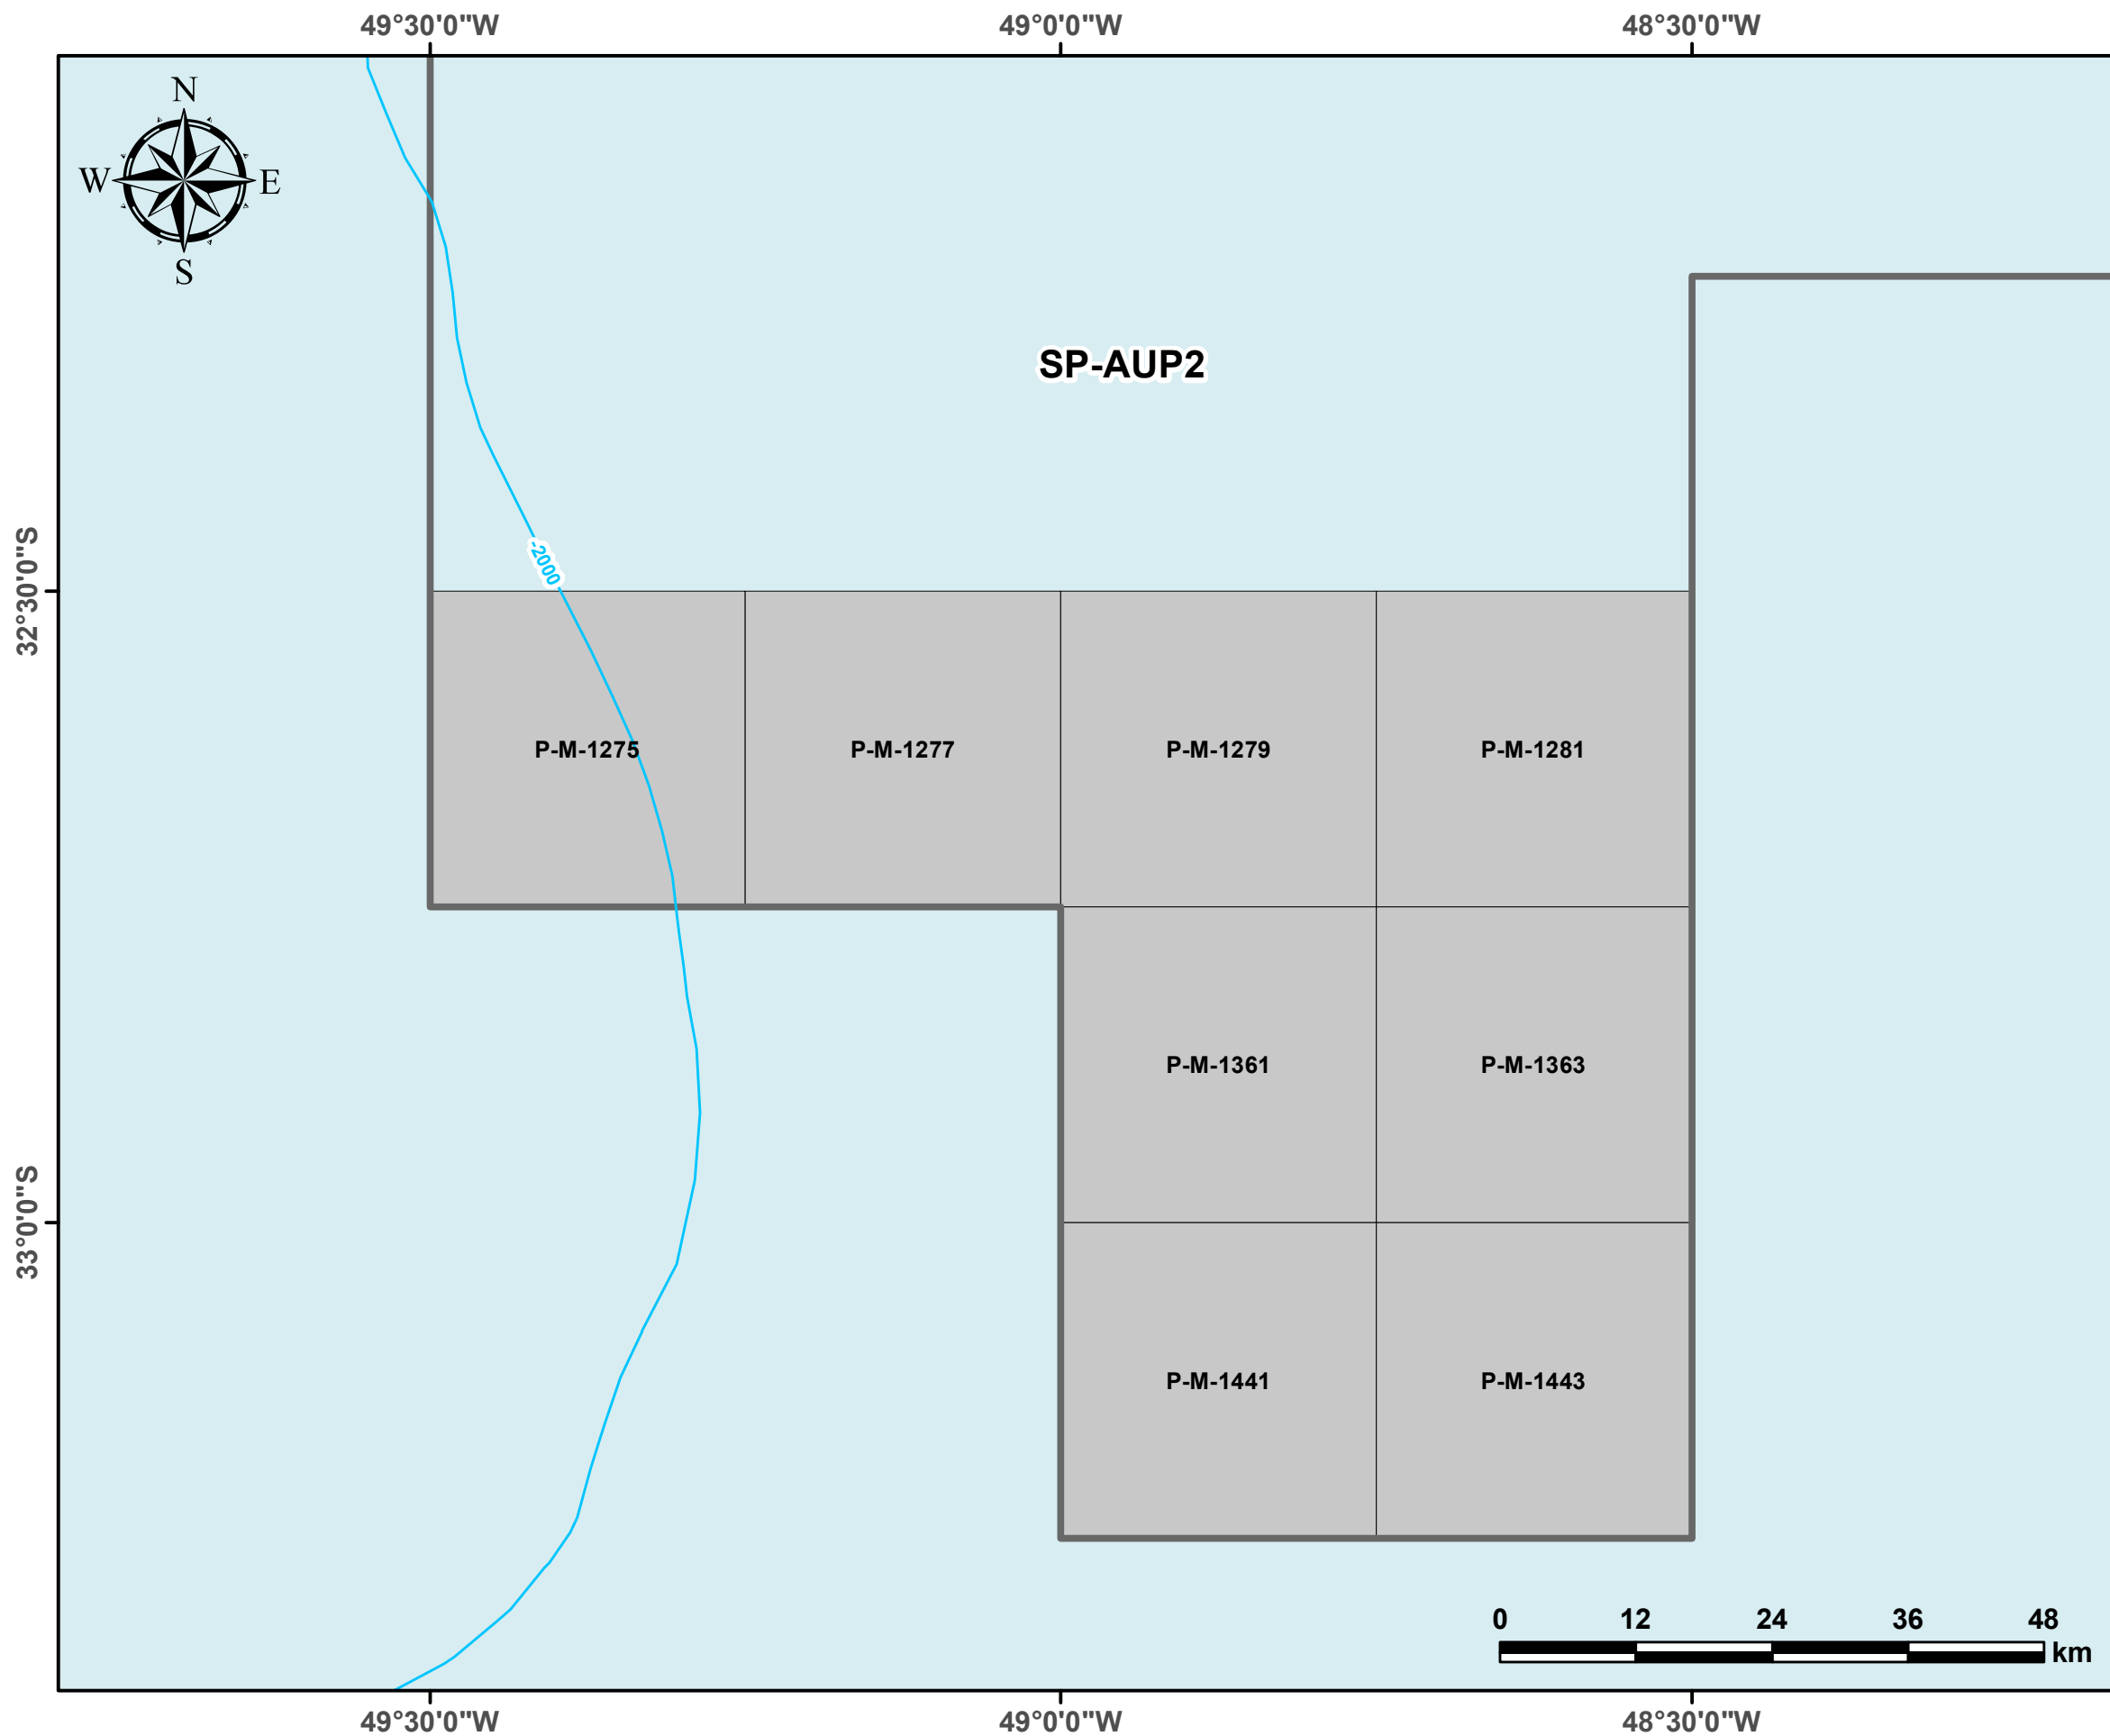 49°30'0"W 49°0'0"W 48°30'0"W
N
W E
S
SP-AUP2
-2000
32°30'0"S
P-M-1275 P-M-1277 P-M-1279 P-M-1281
P-M-1361 P-M-1363
33°0'0"S
P-M-1441 P-M-1443
0 12 24 36 48
km
49°30'0"W 49°0'0"W 48°30'0"W